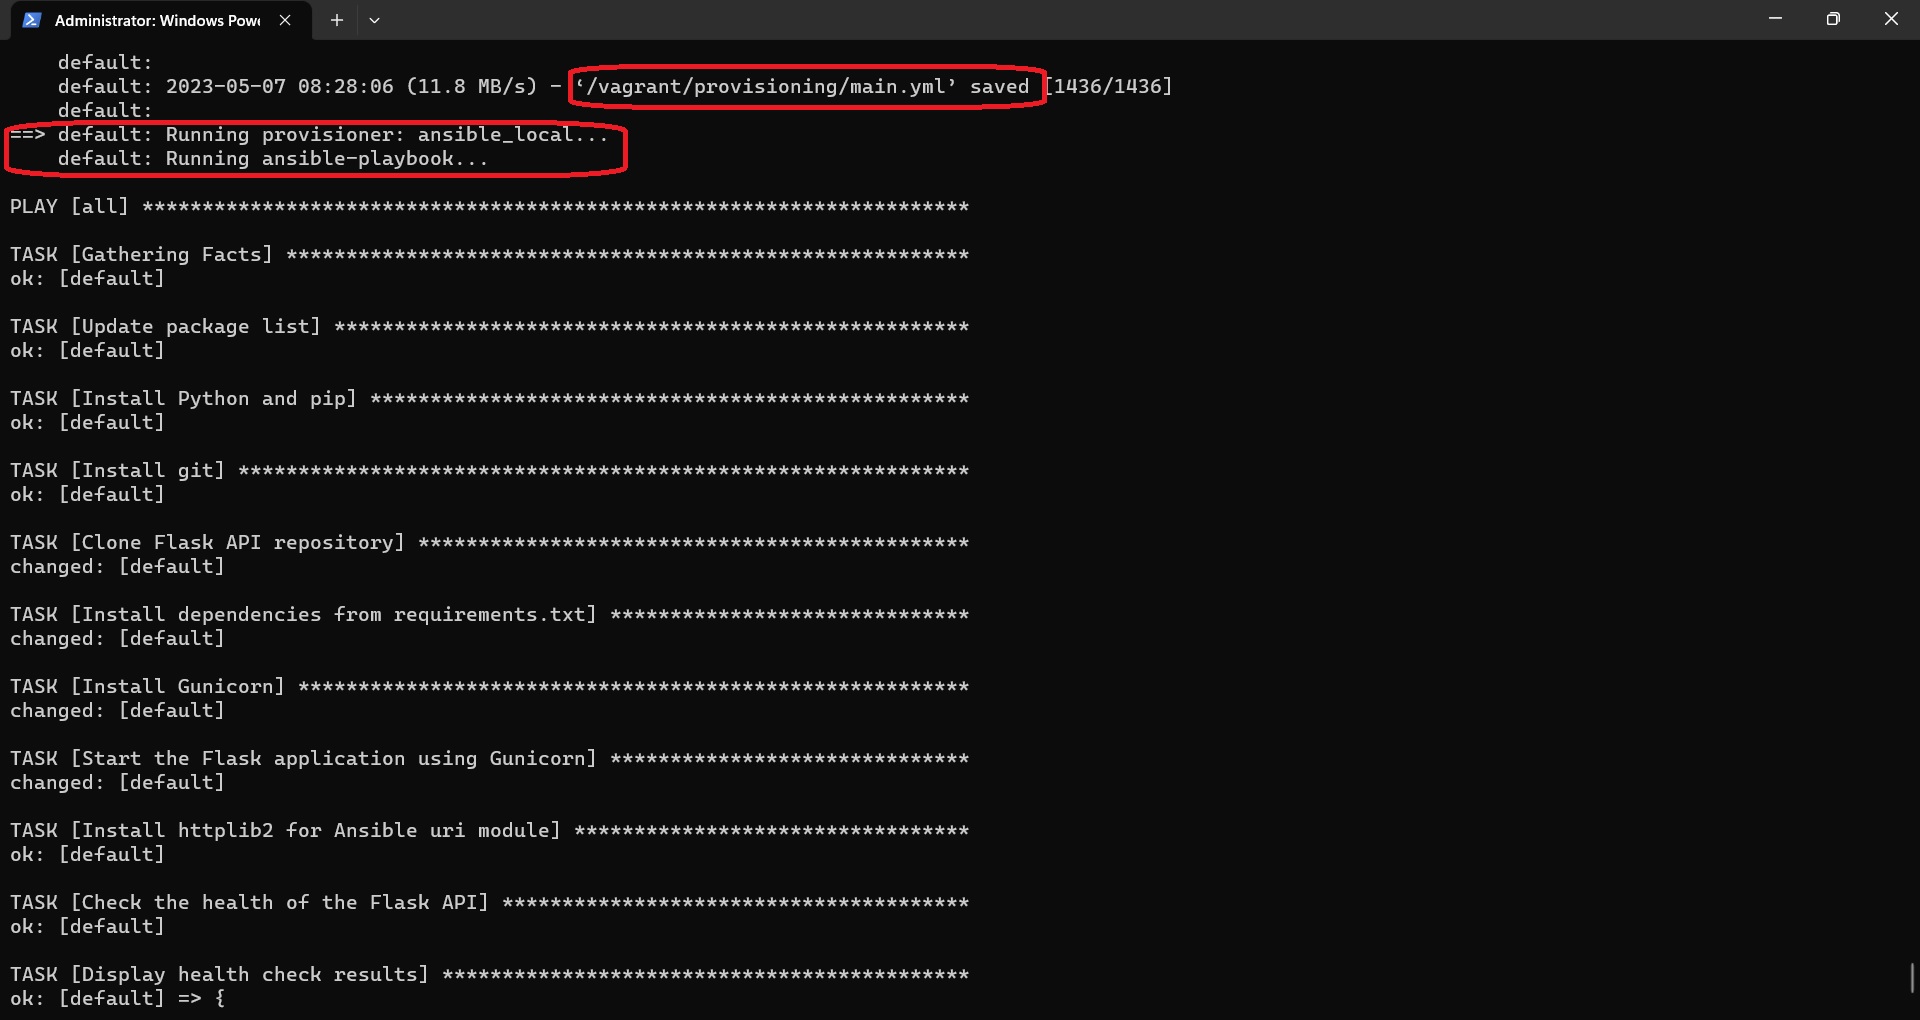 Administrator: Windows Powe
default:
default: 2023-05-07 08:28:06 (11.8 MB/s) - ‘/vagrant/provisioning/main.yml’ saved [1436/1436]
default:
==> default: Running provisioner: ansible_local...
default: Running ansible-playbook...
PLAY [all] *********************************************************************
TASK [Gathering Facts] *********************************************************
ok: [default]
TASK [Update package list] *****************************************************
ok: [default]
TASK [Install Python and pip] **************************************************
ok: [default]
TASK [Install git] *************************************************************
ok: [default]
TASK [Clone Flask API repository] **********************************************
changed: [default]
TASK [Install dependencies from requirements.txt] ******************************
changed: [default]
TASK [Install Gunicorn] ********************************************************
changed: [default]
TASK [Start the Flask application using Gunicorn] ******************************
changed: [default]
TASK [Install httplib2 for Ansible uri module] *********************************
ok: [default]
TASK [Check the health of the Flask API] ***************************************
ok: [default]
TASK [Display health check results] ********************************************
ok: [default] => {